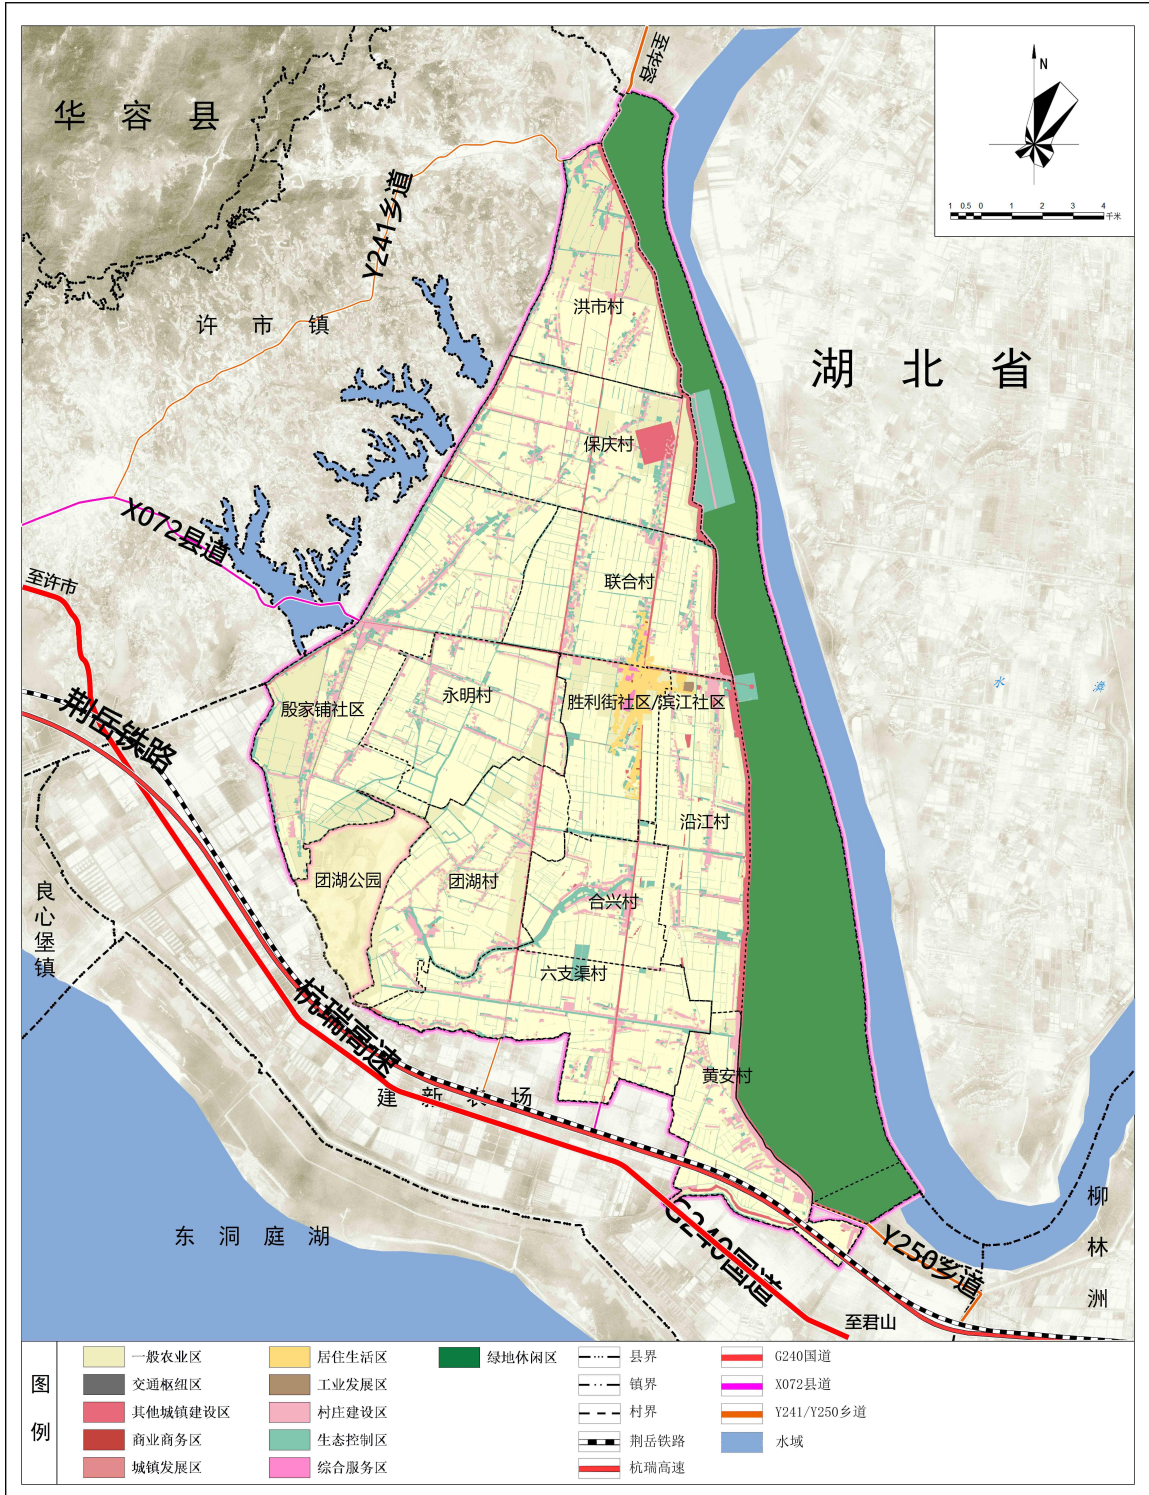 至华容
N
1 0.5 0 1 2 3 4
千米
华容县
Y241乡道
许市镇
洪市村
湖北省
保庆村
X072县道
至许市
联合村
荆岳铁路
殷家铺社区
永明村
胜利街社区/滨江社区
沿江村
团湖公园
团湖村
合兴村
良心堡镇
六支渠村
杭瑞高速
建新农场
黄安村
东洞庭湖
G240国道
Y250乡道
柳林洲
至君山
图例
一般农业区
交通枢纽区
其他城镇建设区
商业商务区
城镇发展区
居住生活区
工业发展区
村庄建设区
生态控制区
综合服务区
绿地休闲区
县界
镇界
村界
荆岳铁路
杭瑞高速
G240国道
X072县道
Y241/Y250乡道
水域